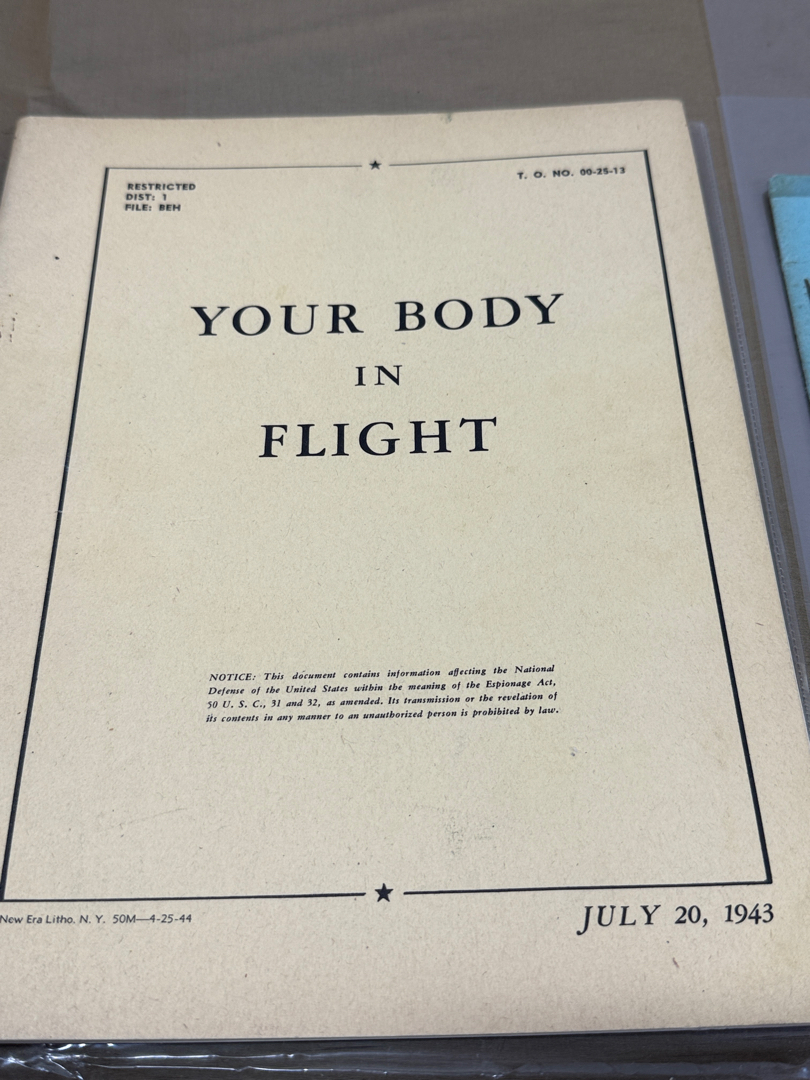 RESTRICTED
DIST: 1
FILE: BEH
T. O. NO. 00-25-13
YOUR BODY
IN
FLIGHT
NOTICE: This document contains information affecting the National
Defense of the United States within the meaning of the Espionage Act,
50 U. S. C., 31 and 32, as amended. Its transmission or the revelation of
its contents in any manner to an unauthorized person is prohibited by law.
New Era Litho. N. Y. 50M—4-25-44
JULY 20, 1943